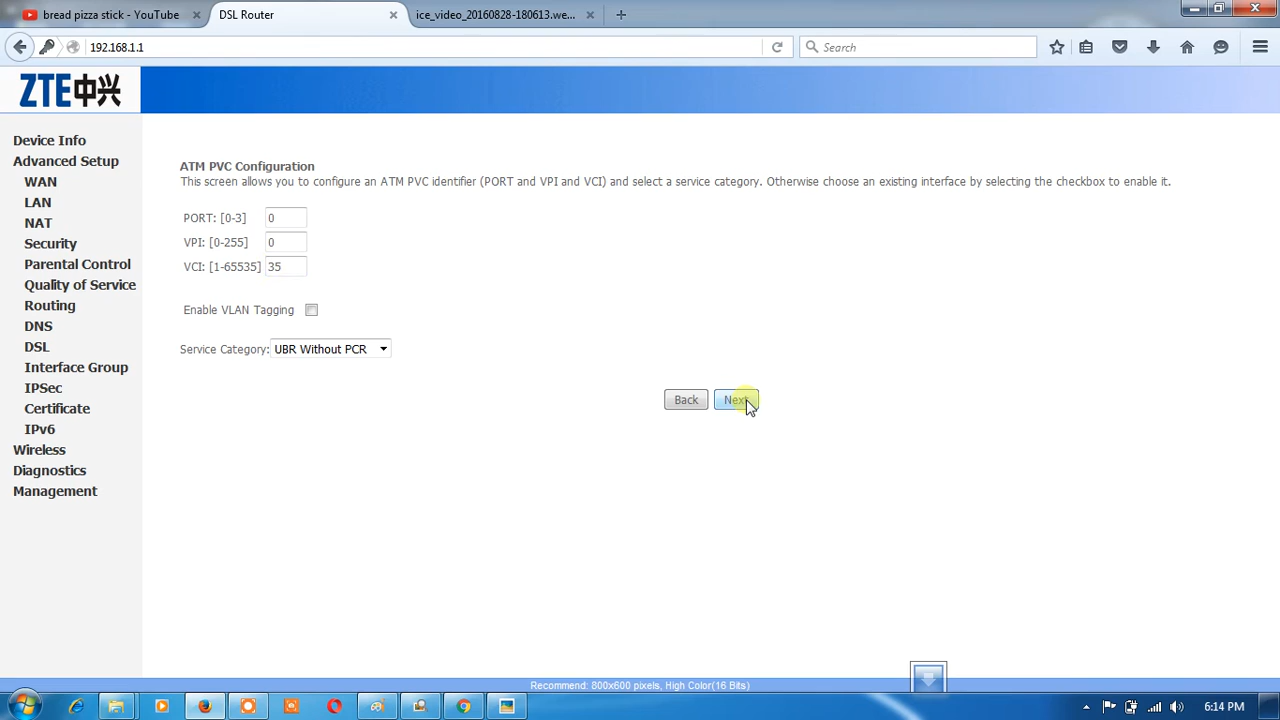 bread pizza stick - YouTube
DSL Router
ice_video_20160828-180613.we...
192.168.1.1
Search
ZTE中兴
Device Info
Advanced Setup
WAN
LAN
NAT
Security
Parental Control
Quality of Service
Routing
DNS
DSL
Interface Group
IPSec
Certificate
IPv6
Wireless
Diagnostics
Management
ATM PVC Configuration
This screen allows you to configure an ATM PVC identifier (PORT and VPI and VCI) and select a service category. Otherwise choose an existing interface by selecting the checkbox to enable it.
PORT: [0-3] 0
VPI: [0-255] 0
VCI: [1-65535] 35
Enable VLAN Tagging
Service Category: UBR Without PCR
Back Next
Recommend: 800x600 pixels, High Color(16 Bits)
6:14 PM